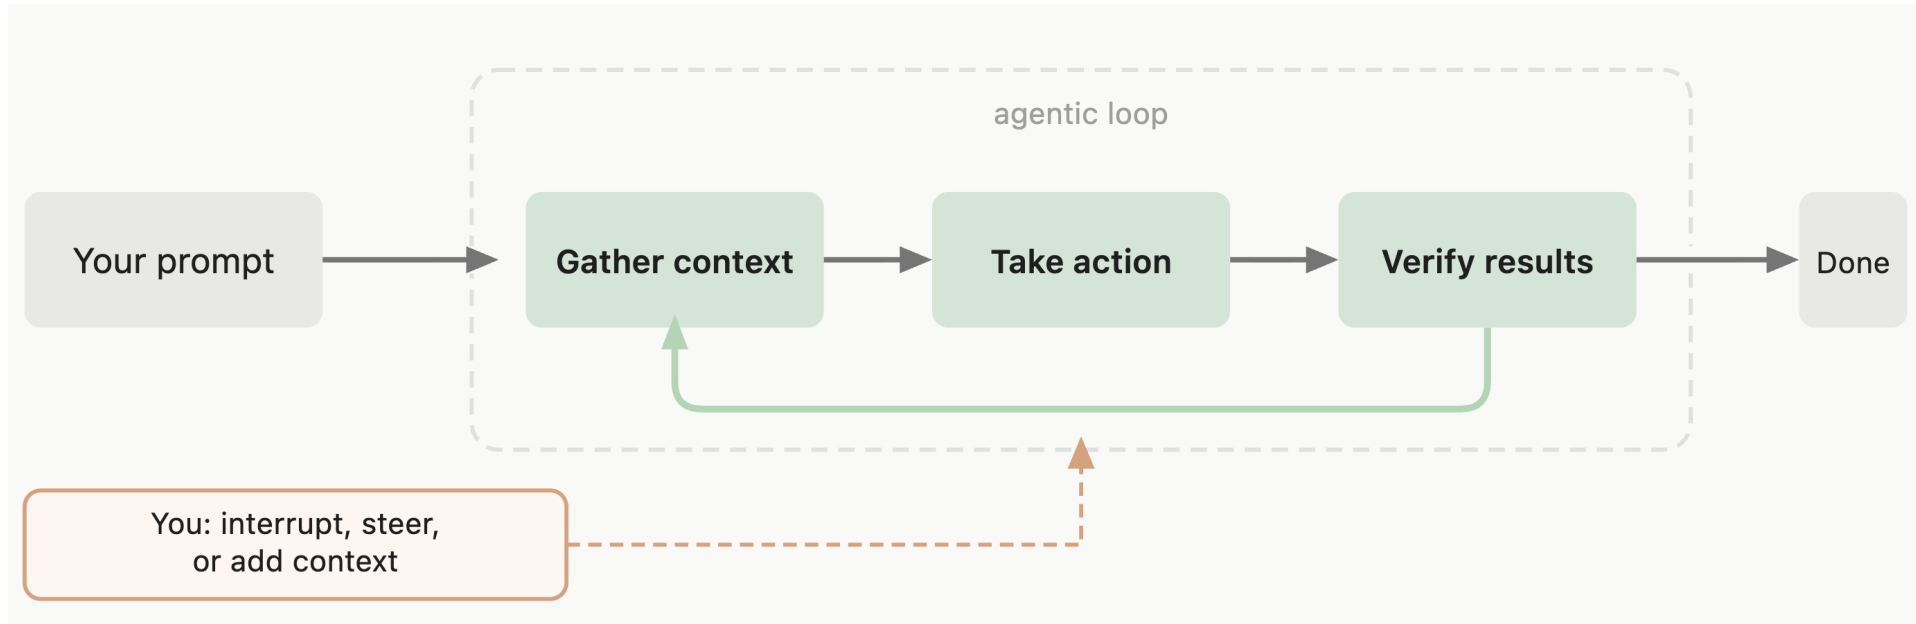 agentic loop
Your prompt
Gather context
Take action
Verify results
Done
You: interrupt, steer,
or add context